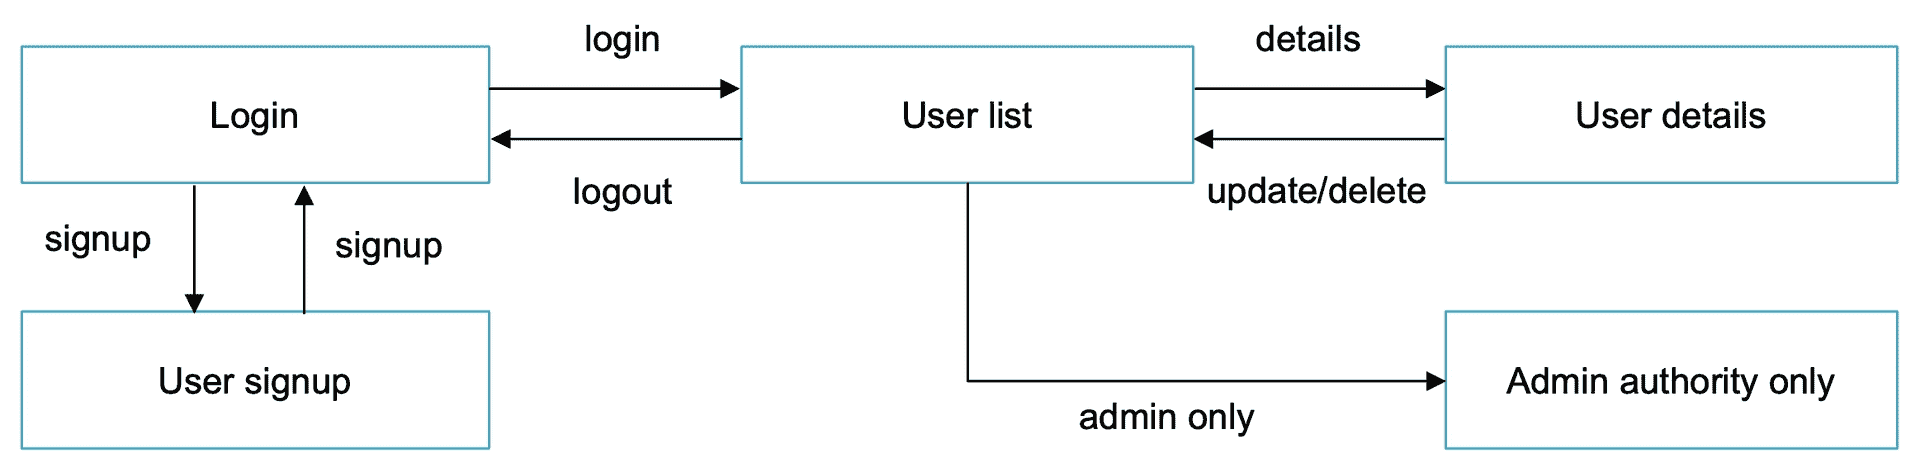 login
details
Login
User list
User details
logout
update/delete
signup
signup
User signup
Admin authority only
admin only